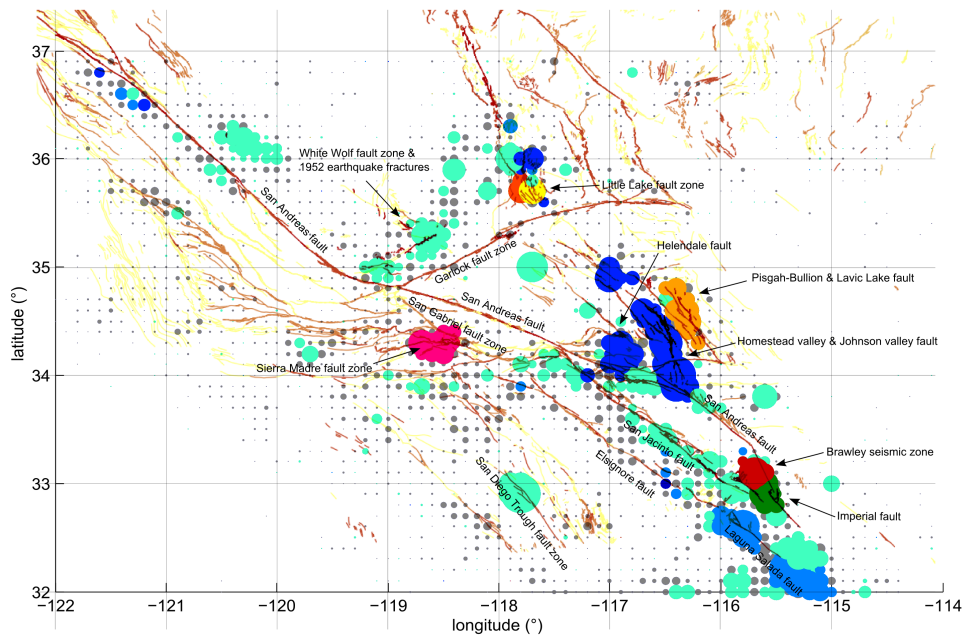 37
36
35
34
33
32
latitude (°)
White Wolf fault zone &
1952 earthquake fractures
San Andreas fault
Little Lake fault zone
Garlock fault zone
Helendale fault
Pisgah-Bullion & Lavic Lake fault
San Andreas fault
San Gabriel fault zone
Homestead valley & Johnson valley fault
Sierra Madre fault zone
San Andreas fault
San Jacinto fault
Elsignore fault
Brawley seismic zone
San Diego Trough fault zone
Imperial fault
Laguna Salada fault
−122
−121
−120
−119
−118
−117
−116
−115
−114
longitude (°)